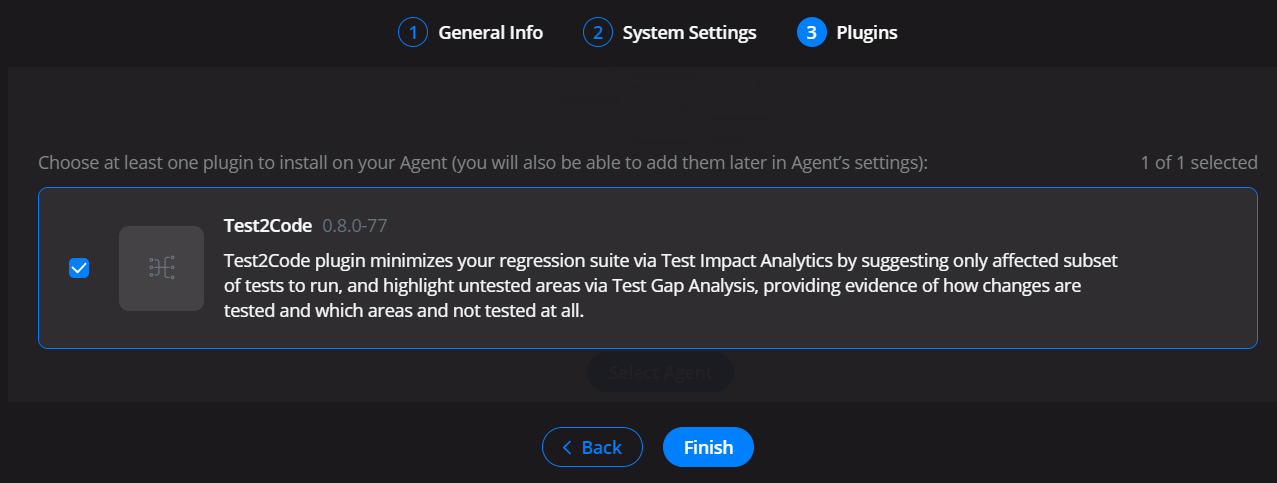 1 General Info 2 System Settings 3 Plugins
Choose at least one plugin to install on your Agent (you will also be able to add them later in Agent's settings): 1 of 1 selected
Test2Code 0.8.0-77
Test2Code plugin minimizes your regression suite via Test Impact Analytics by suggesting only affected subset
of tests to run, and highlight untested areas via Test Gap Analysis, providing evidence of how changes are
tested and which areas and not tested at all.
Select Agent
Back Finish